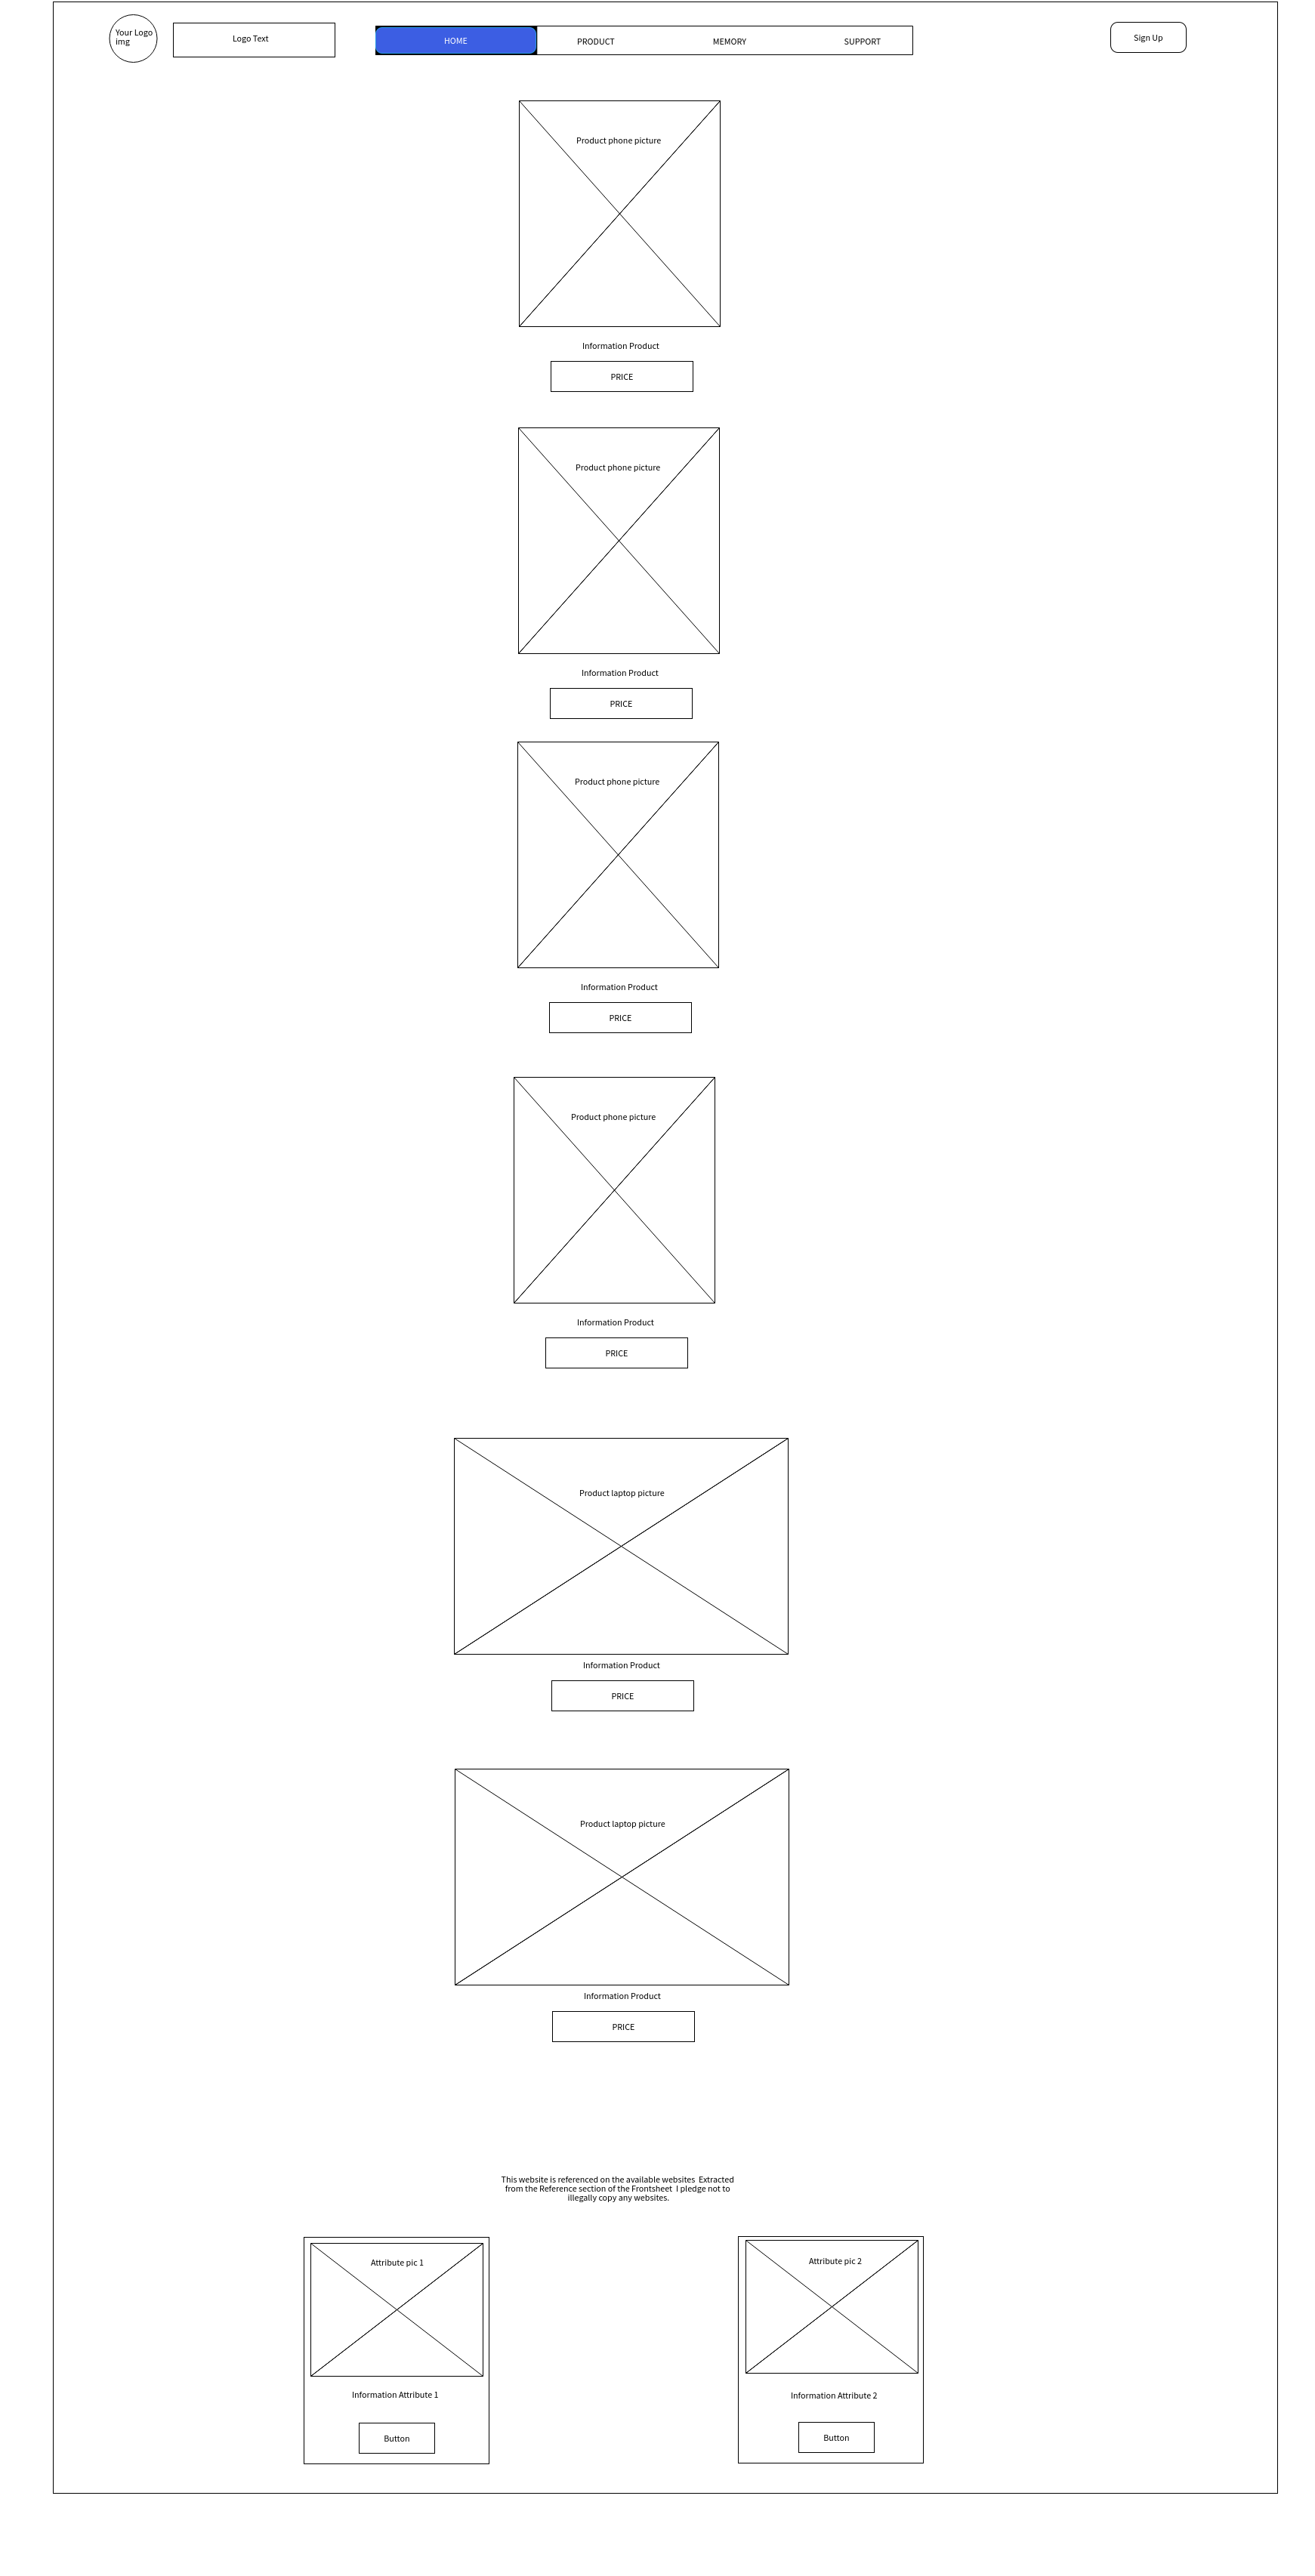 Your Logo
img
Logo Text
HOME
PRODUCT
MEMORY
SUPPORT
Sign Up
Product phone picture
Information Product
PRICE
Product phone picture
Information Product
PRICE
Product phone picture
Information Product
PRICE
Product phone picture
Information Product
PRICE
Product laptop picture
Information Product
PRICE
Product laptop picture
Information Product
PRICE
This website is referenced on the available websites  Extracted
from the Reference section of the Frontsheet  I pledge not to
illegally copy any websites.
Attribute pic 1
Information Attribute 1
Button
Attribute pic 2
Information Attribute 2
Button